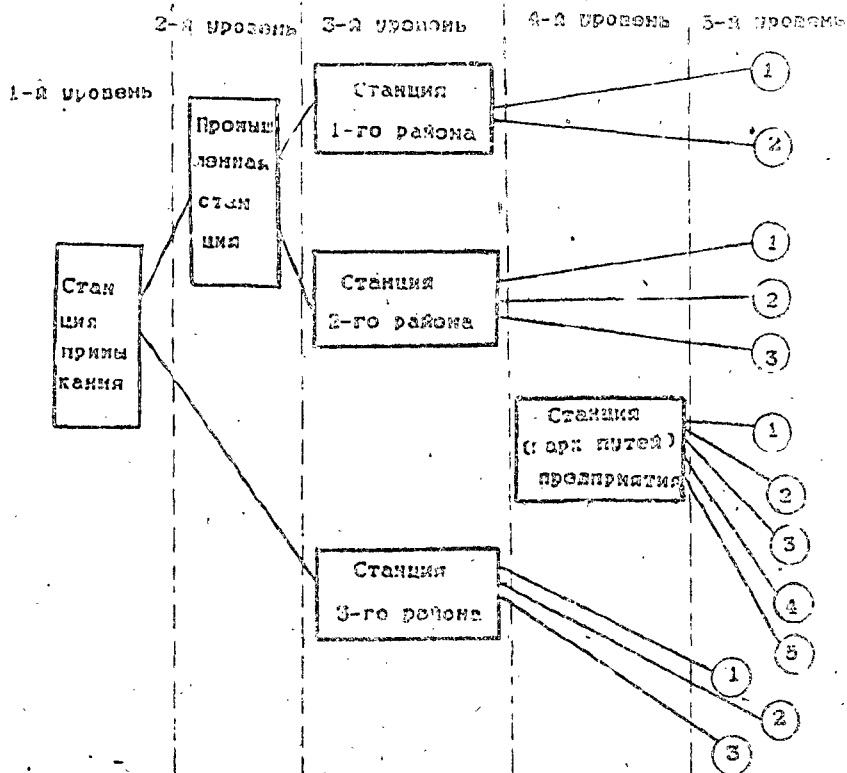 2-й уровень
3-й уровень
4-й уровень
5-й уровень
1-й уровень
Промыш
ленная
стан
ция
Станция
1-го района
1
2
Стан
ция
примы
кания
Станция
2-го района
1
2
3
Станция
(парк путей)
предприятия
1
2
3
4
5
Станция
3-го района
1
2
3